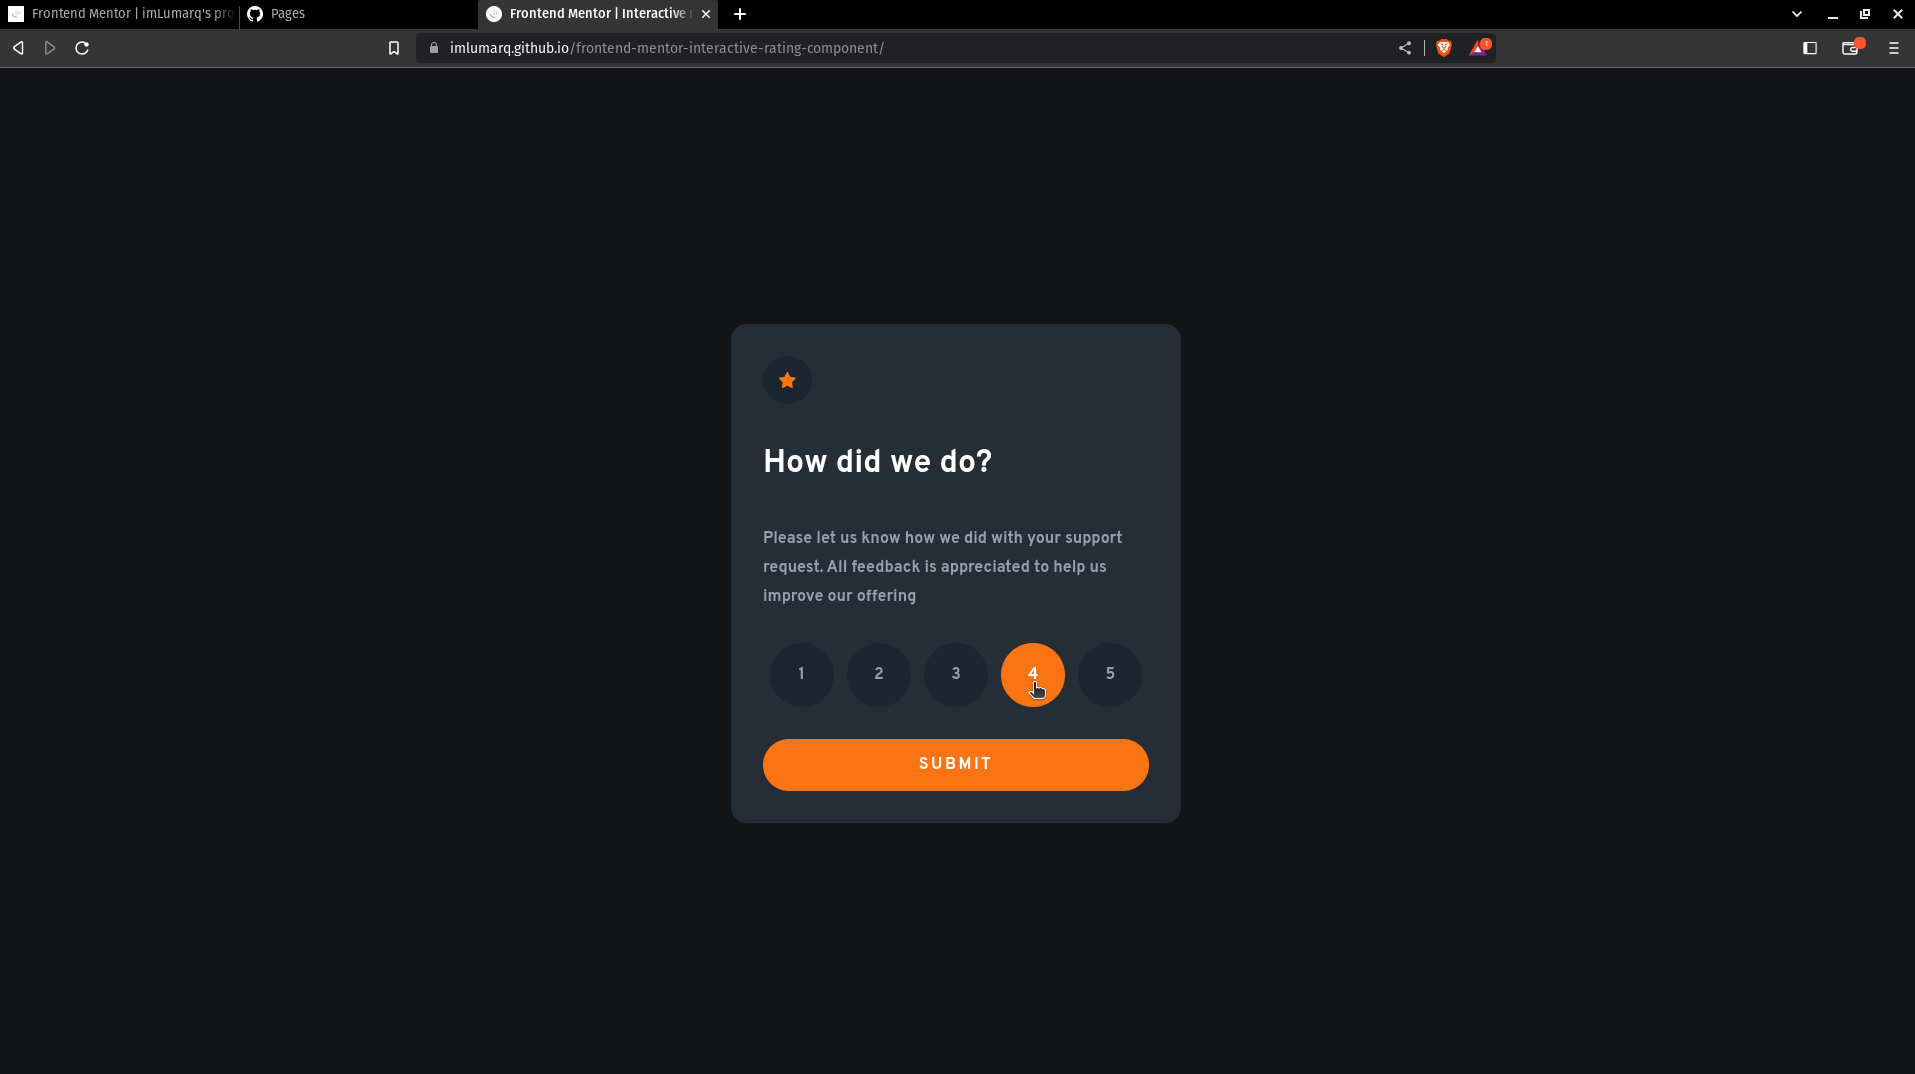 Frontend Mentor | imLumarq's pro
Pages
Frontend Mentor | Interactive
imlumarq.github.io/frontend-mentor-interactive-rating-component/
1
How did we do?
Please let us know how we did with your support
request. All feedback is appreciated to help us
improve our offering
1 2 3 4 5
SUBMIT